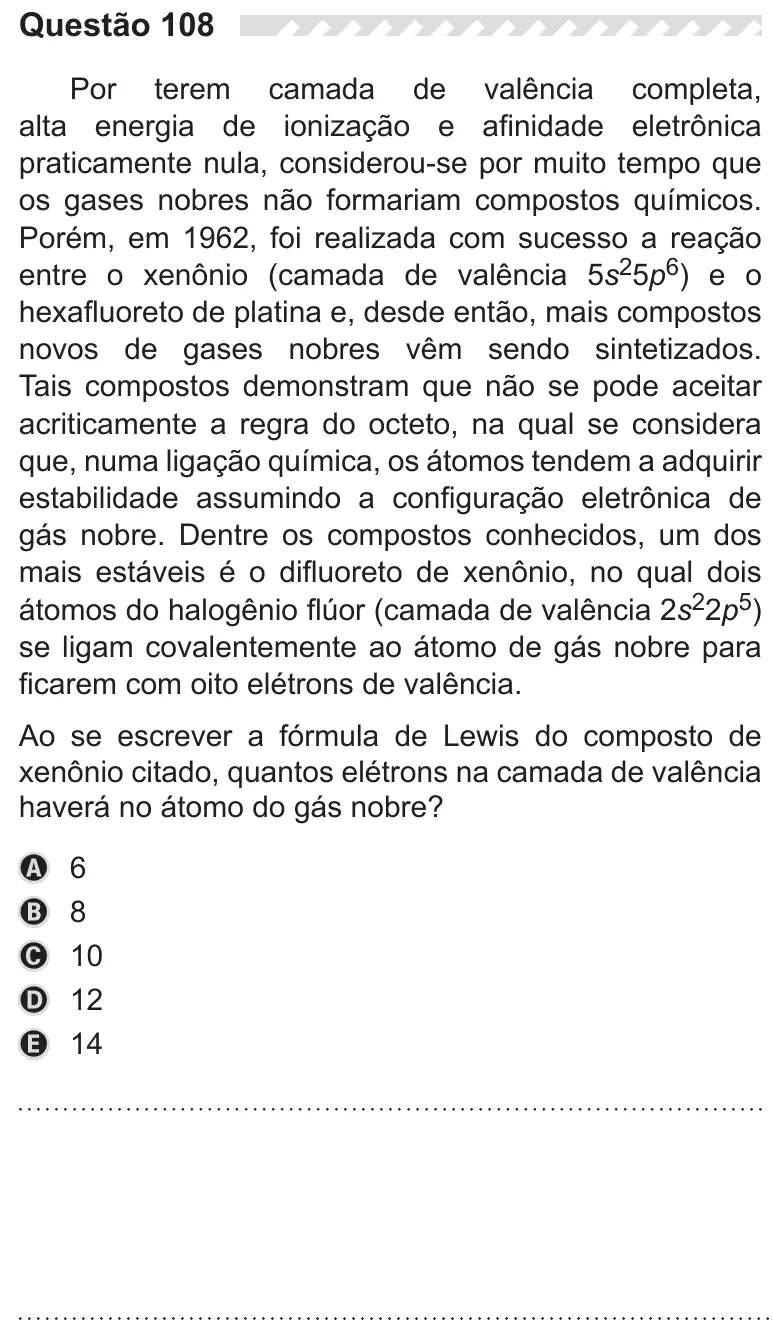 Questão 108
Por terem camada de valência completa,
alta energia de ionização e afinidade eletrônica
praticamente nula, considerou-se por muito tempo que
os gases nobres não formariam compostos químicos.
Porém, em 1962, foi realizada com sucesso a reação
entre o xenônio (camada de valência 5s²5p⁶) e o
hexafluoreto de platina e, desde então, mais compostos
novos de gases nobres vêm sendo sintetizados.
Tais compostos demonstram que não se pode aceitar
acriticamente a regra do octeto, na qual se considera
que, numa ligação química, os átomos tendem a adquirir
estabilidade assumindo a configuração eletrônica de
gás nobre. Dentre os compostos conhecidos, um dos
mais estáveis é o difluoreto de xenônio, no qual dois
átomos do halogênio flúor (camada de valência 2s²2p⁵)
se ligam covalentemente ao átomo de gás nobre para
ficarem com oito elétrons de valência.
Ao se escrever a fórmula de Lewis do composto de
xenônio citado, quantos elétrons na camada de valência
haverá no átomo do gás nobre?
A 6
B 8
C 10
D 12
E 14